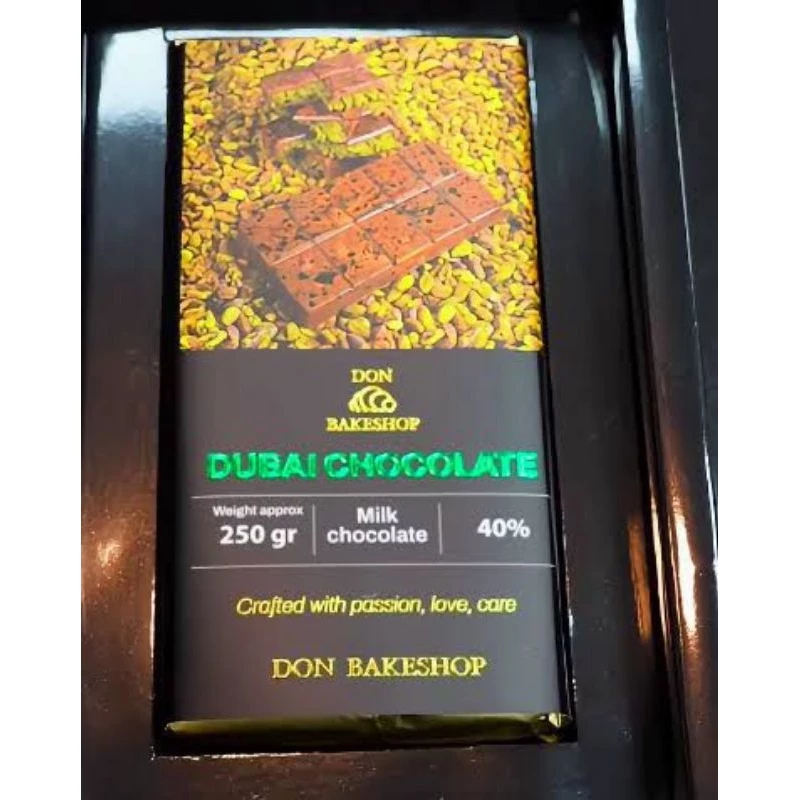 DON
BAKESHOP
DUBAI CHOCOLATE
Weight approx
250 gr
Milk
chocolate
40%
Crafted with passion, love, care
DON BAKESHOP